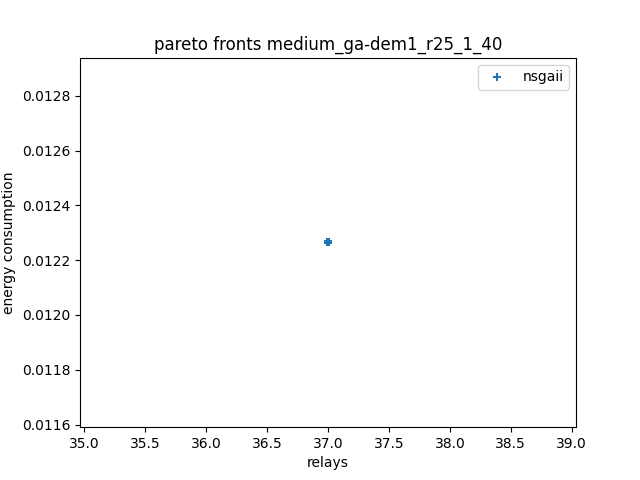 pareto fronts medium_ga-dem1_r25_1_40
nsgaii
energy consumption
0.0128
0.0126
0.0124
0.0122
0.0120
0.0118
0.0116
35.0 35.5 36.0 36.5 37.0 37.5 38.0 38.5 39.0
relays